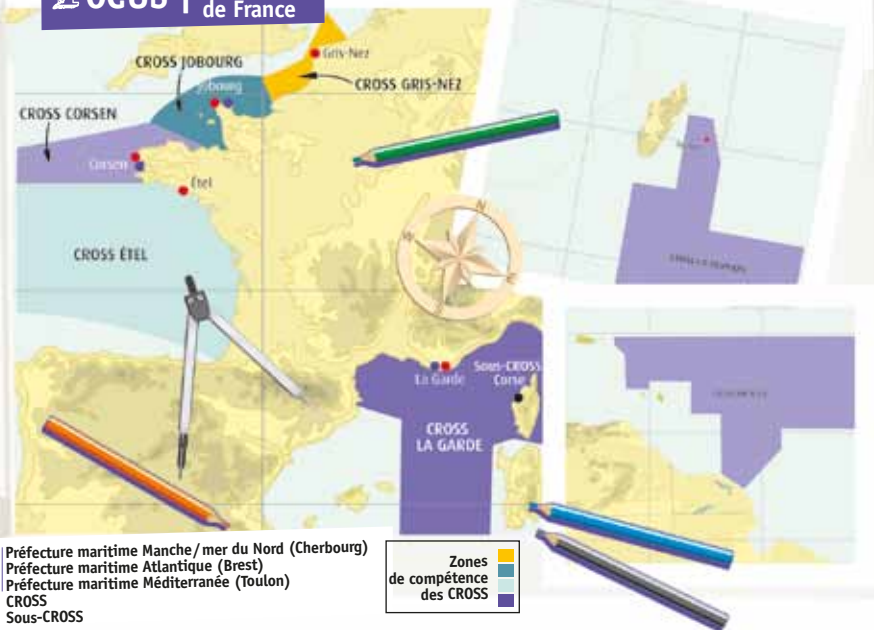 de France
CROSS JOBOURG
Gris-Nez
Jobourg
CROSS GRIS-NEZ
CROSS CORSEN
Corsen
Étel
N
W
CROSS ÉTEL
La Garde
Sous-CROSS
Corse
CROSS
LA GARDE
Préfecture maritime Manche/mer du Nord (Cherbourg)
Préfecture maritime Atlantique (Brest)
Préfecture maritime Méditerranée (Toulon)
CROSS
Sous-CROSS
Zones
de compétence
des CROSS